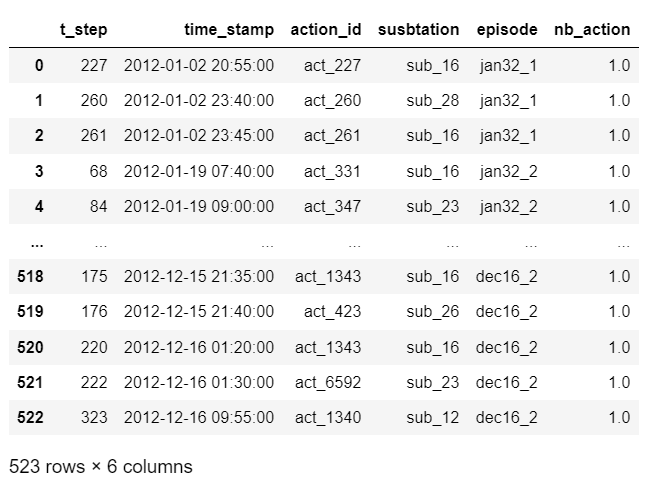 t_step time_stamp action_id susbtation episode nb_action
0 227 2012-01-02 20:55:00 act_227 sub_16 jan32_1 1.0
1 260 2012-01-02 23:40:00 act_260 sub_28 jan32_1 1.0
2 261 2012-01-02 23:45:00 act_261 sub_16 jan32_1 1.0
3 68 2012-01-19 07:40:00 act_331 sub_16 jan32_2 1.0
4 84 2012-01-19 09:00:00 act_347 sub_23 jan32_2 1.0
... ... ... ... ... ... ...
518 175 2012-12-15 21:35:00 act_1343 sub_16 dec16_2 1.0
519 176 2012-12-15 21:40:00 act_423 sub_26 dec16_2 1.0
520 220 2012-12-16 01:20:00 act_1343 sub_16 dec16_2 1.0
521 222 2012-12-16 01:30:00 act_6592 sub_23 dec16_2 1.0
522 323 2012-12-16 09:55:00 act_1340 sub_12 dec16_2 1.0
523 rows × 6 columns